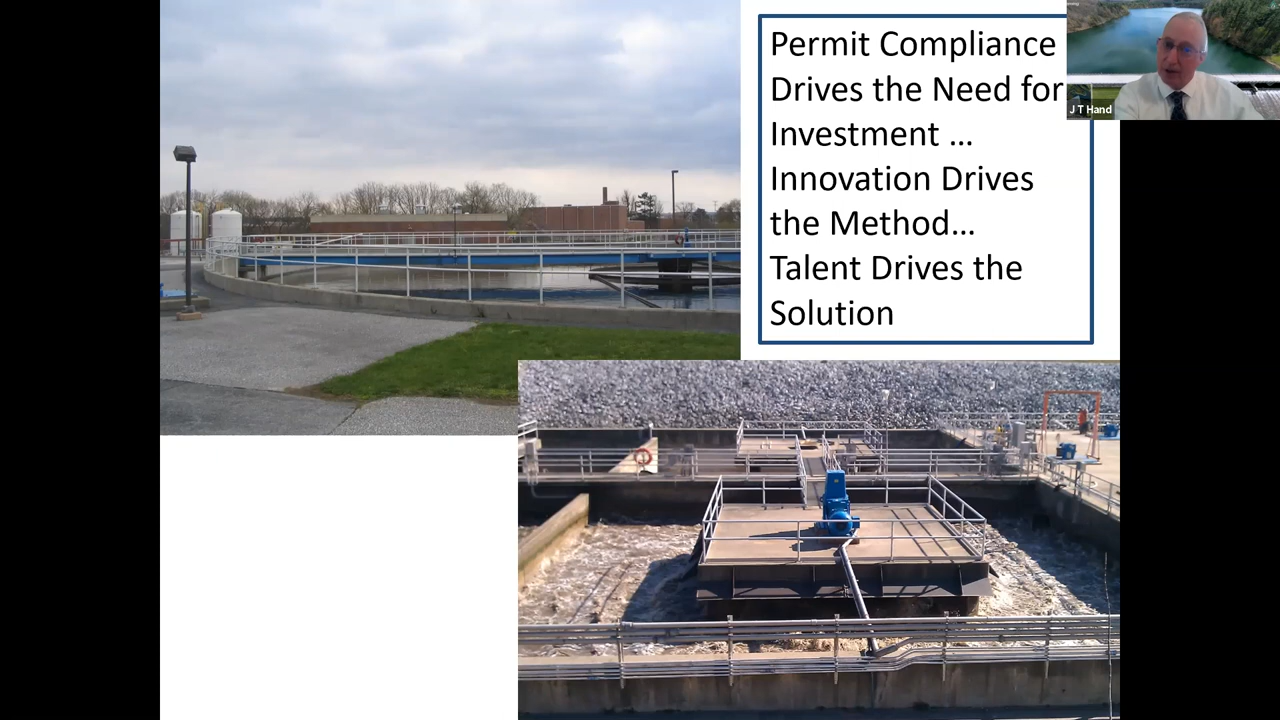 Permit Compliance
Drives the Need for
Investment …
Innovation Drives
the Method…
Talent Drives the
Solution
J T Hand